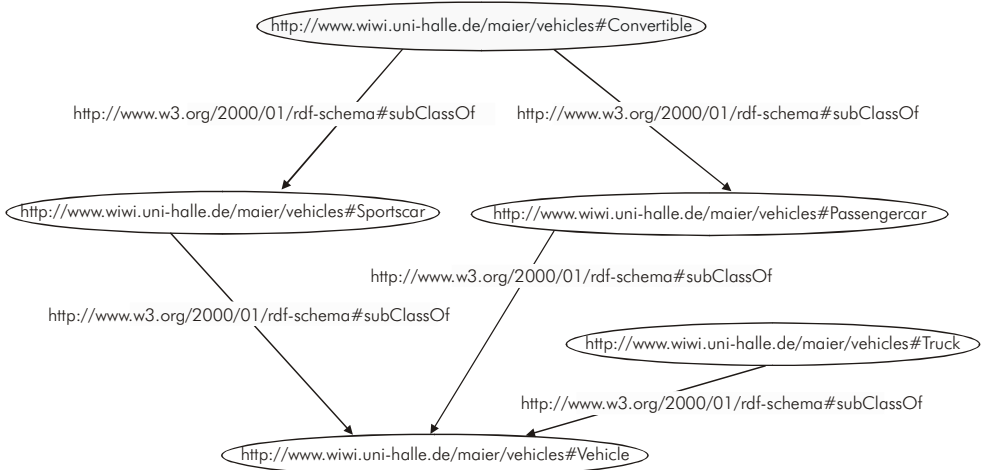 http://www.wiwi.uni-halle.de/maier/vehicles#Convertible
http://www.w3.org/2000/01/rdf-schema#subClassOf
http://www.w3.org/2000/01/rdf-schema#subClassOf
http://www.wiwi.uni-halle.de/maier/vehicles#Sportscar
http://www.wiwi.uni-halle.de/maier/vehicles#Passengercar
http://www.w3.org/2000/01/rdf-schema#subClassOf
http://www.w3.org/2000/01/rdf-schema#subClassOf
http://www.wiwi.uni-halle.de/maier/vehicles#Truck
http://www.w3.org/2000/01/rdf-schema#subClassOf
http://www.wiwi.uni-halle.de/maier/vehicles#Vehicle